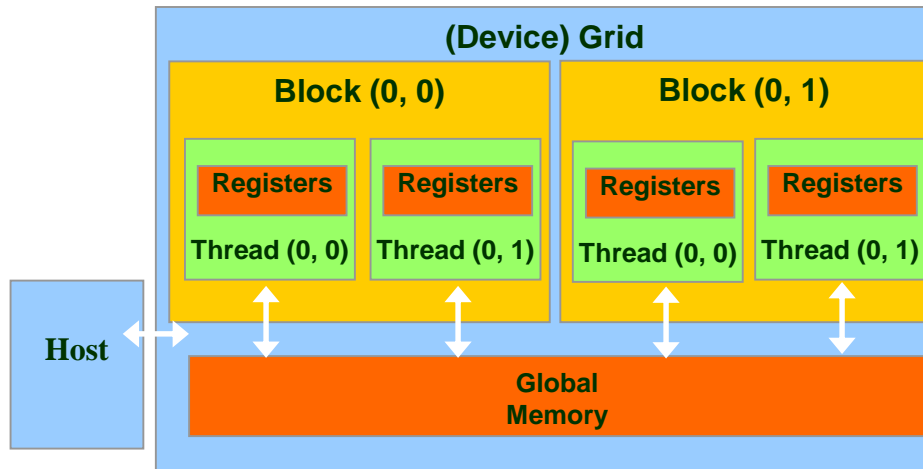 (Device) Grid
Block (0, 0)
Block (0, 1)
Registers
Registers
Registers
Registers
Thread (0, 0)
Thread (0, 1)
Thread (0, 0)
Thread (0, 1)
Host
Global
Memory